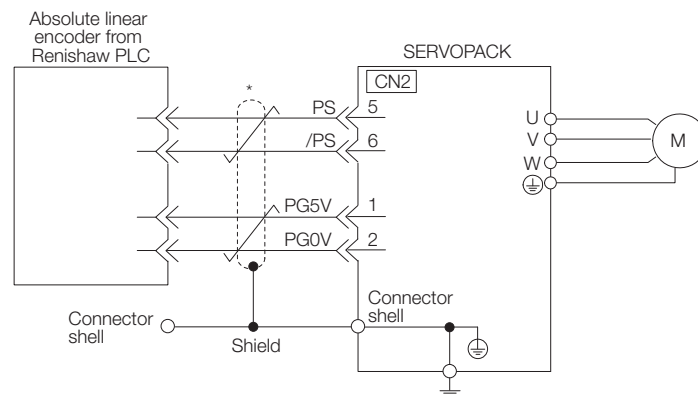 Absolute linear
encoder from
Renishaw PLC
SERVOPACK
CN2
*
PS
5
/PS
6
PG5V
1
PG0V
2
U
V
W
M
Connector
shell
Shield
Connector
shell